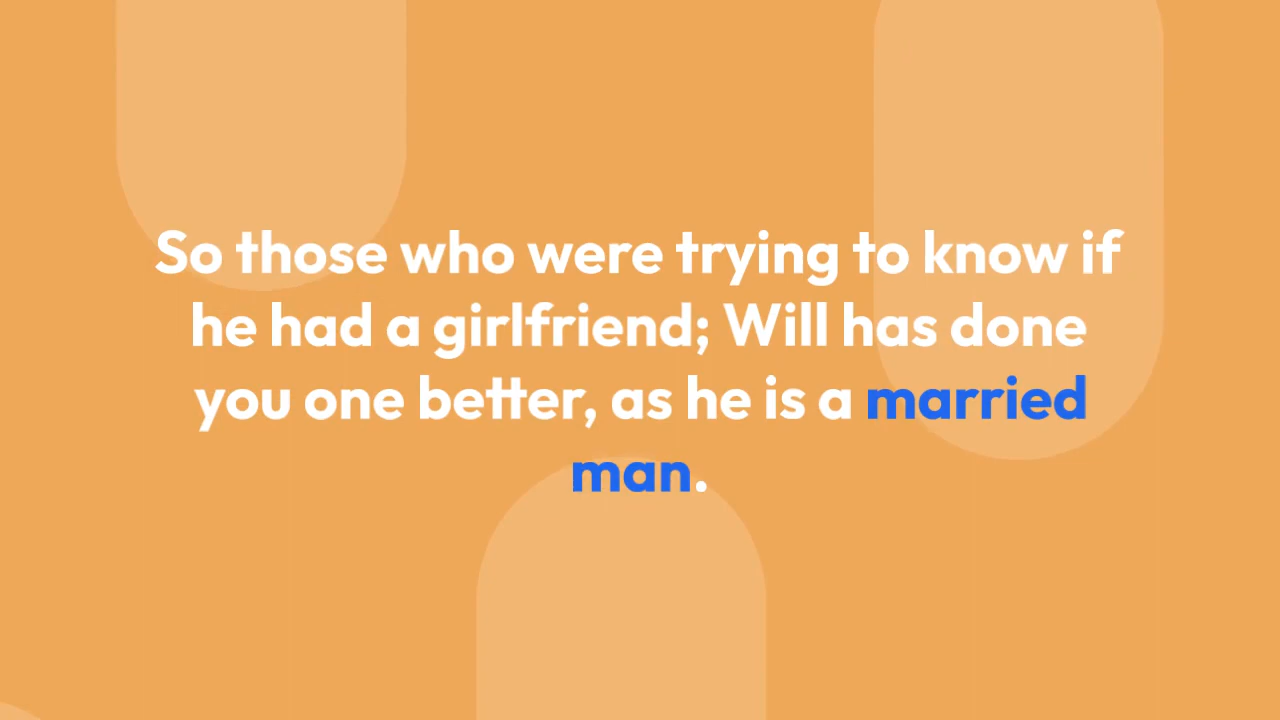 So those who were trying to know if
he had a girlfriend; Will has done
you one better, as he is a married
man.